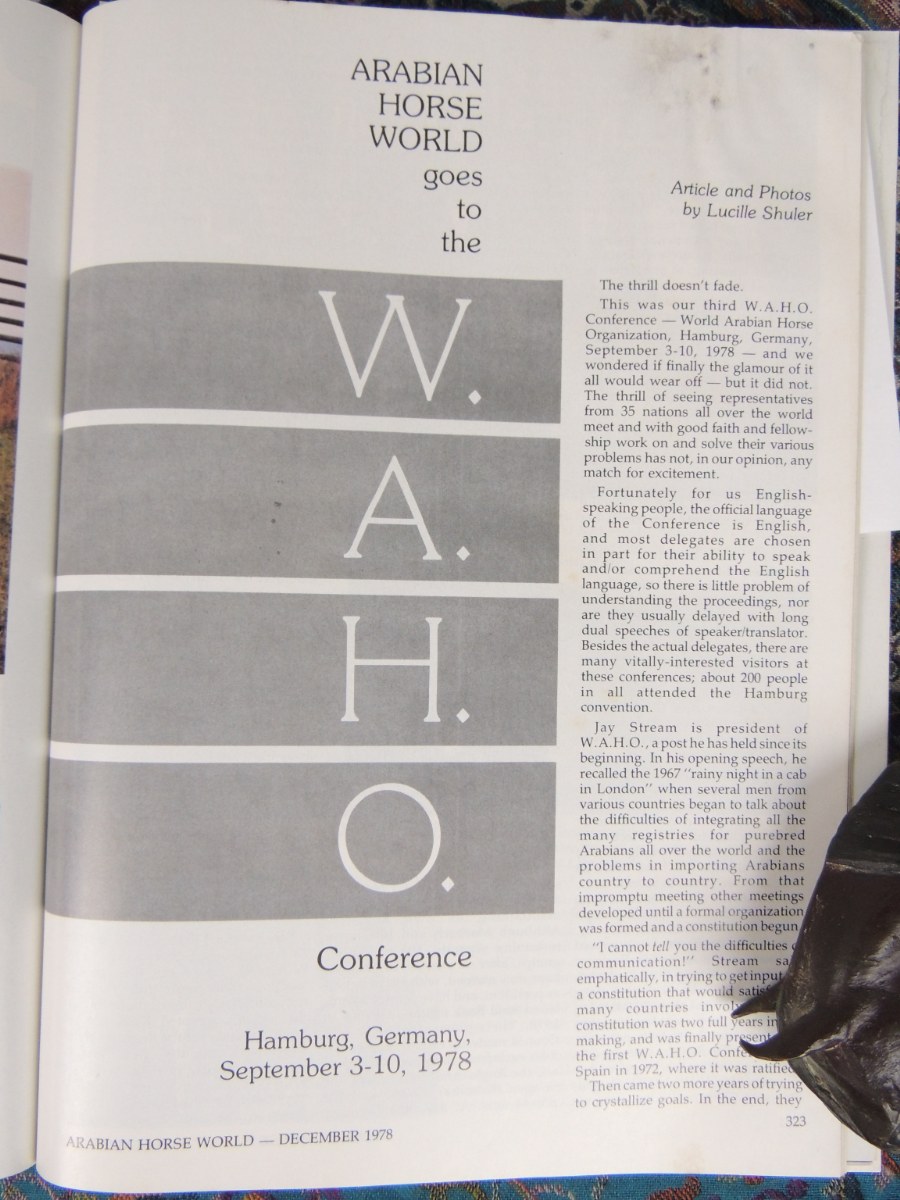 ARABIAN
HORSE
WORLD
goes
to
the
W.
A.
H.
O.
Conference
Hamburg, Germany,
September 3-10, 1978
Article and Photos
by Lucille Shuler
The thrill doesn't fade.
This was our third W.A.H.O.
Conference — World Arabian Horse
Organization, Hamburg, Germany,
September 3-10, 1978 — and we
wondered if finally the glamour of it
all would wear off — but it did not.
The thrill of seeing representatives
from 35 nations all over the world
meet and with good faith and fellow-
ship work on and solve their various
problems has not, in our opinion, any
match for excitement.
Fortunately for us English-
speaking people, the official language
of the Conference is English,
and most delegates are chosen
in part for their ability to speak
and/or comprehend the English
language, so there is little problem of
understanding the proceedings, nor
are they usually delayed with long
dual speeches of speaker/translator.
Besides the actual delegates, there are
many vitally-interested visitors at
these conferences; about 200 people
in all attended the Hamburg
convention.
Jay Stream is president of
W.A.H.O., a post he has held since its
beginning. In his opening speech, he
recalled the 1967 "rainy night in a cab
in London" when several men from
various countries began to talk about
the difficulties of integrating all the
many registries for purebred
Arabians all over the world and the
problems in importing Arabians
country to country. From that
impromptu meeting other meetings
developed until a formal organization
was formed and a constitution begun.
"I cannot tell you the difficulties
communication!" Stream
emphatically, in trying to get input
a constitution that would
many countries
constitution was two full years in
making, and was finally
the first W.A.H.O.
Spain in 1972, where it was
Then came two more years of trying
to crystallize goals. In the end, they
323
ARABIAN HORSE WORLD — DECEMBER 1978